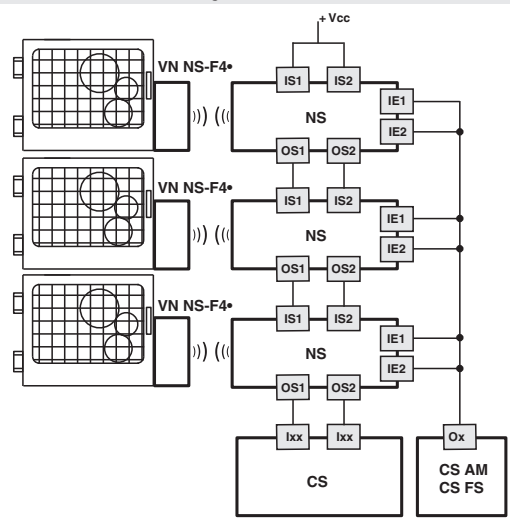 + Vcc
VN NS-F4•
IS1 IS2
IE1
NS
IE2
OS1 OS2
VN NS-F4•
IS1 IS2
IE1
NS
IE2
OS1 OS2
VN NS-F4•
IS1 IS2
IE1
NS
IE2
OS1 OS2
Ixx Ixx
Ox
CS
CS AM
CS FS